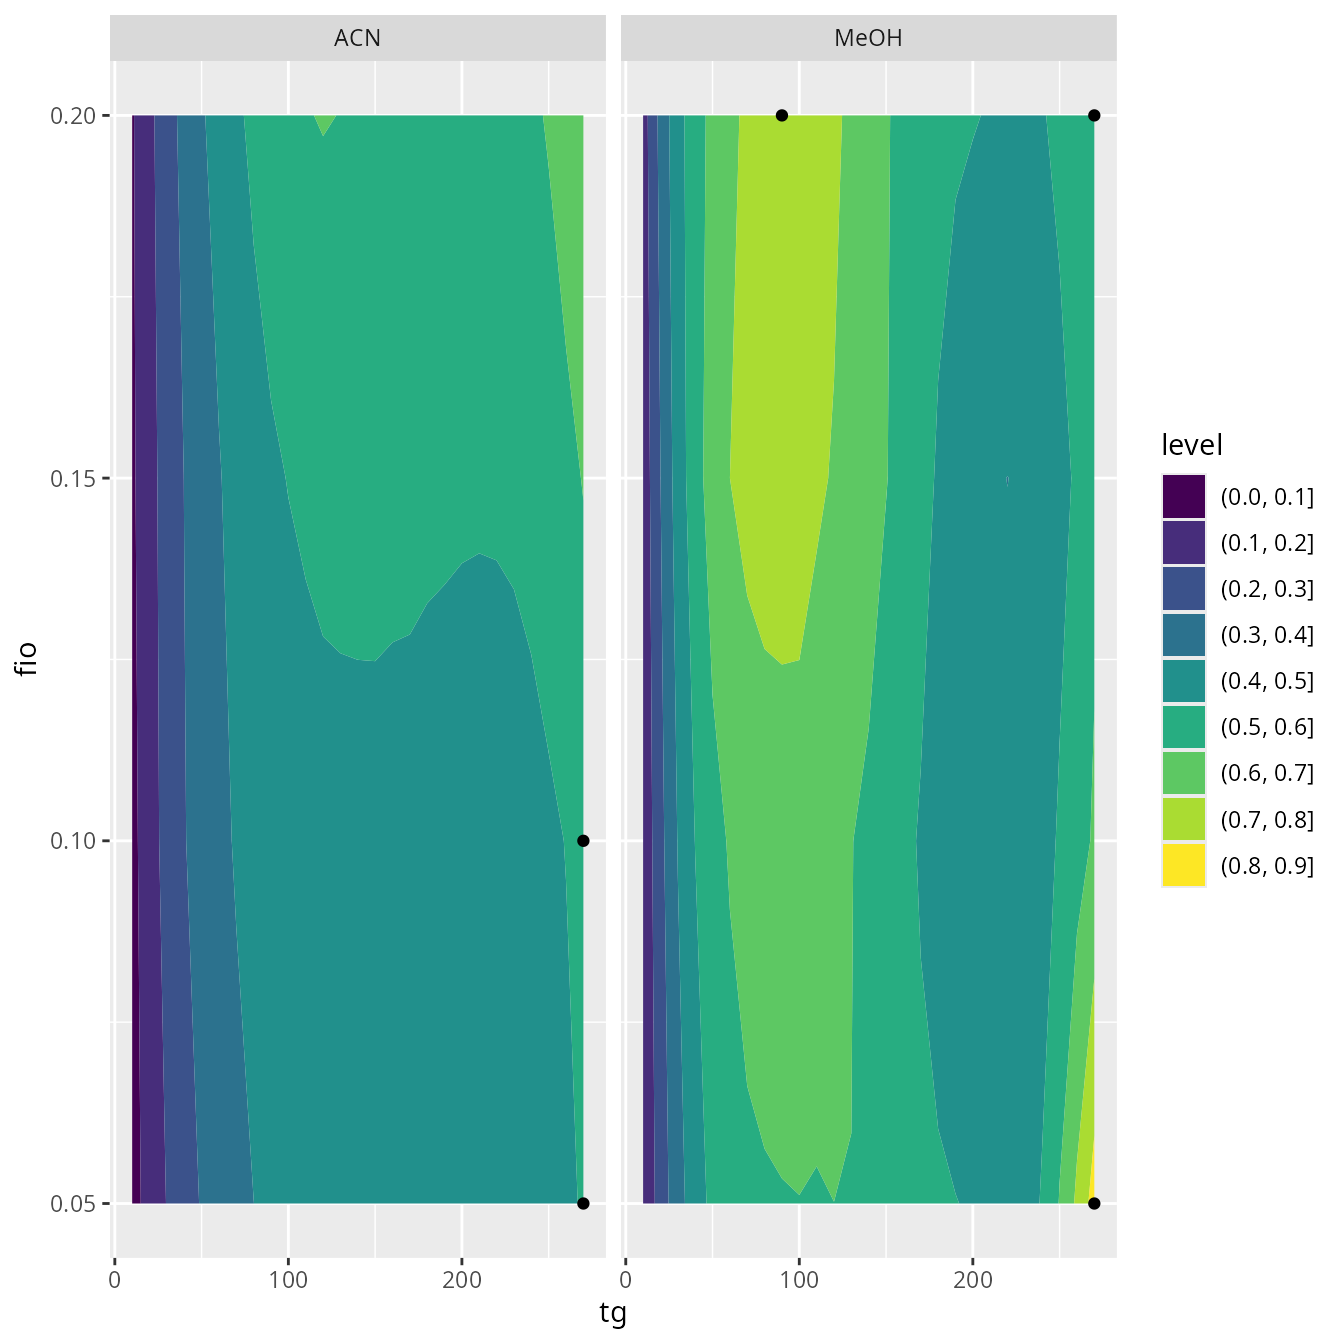 ACN MeOH
0.20
0.15
0.10
0.05
fio
0 100 200 0 100 200
tg
level
(0.0, 0.1]
(0.1, 0.2]
(0.2, 0.3]
(0.3, 0.4]
(0.4, 0.5]
(0.5, 0.6]
(0.6, 0.7]
(0.7, 0.8]
(0.8, 0.9]